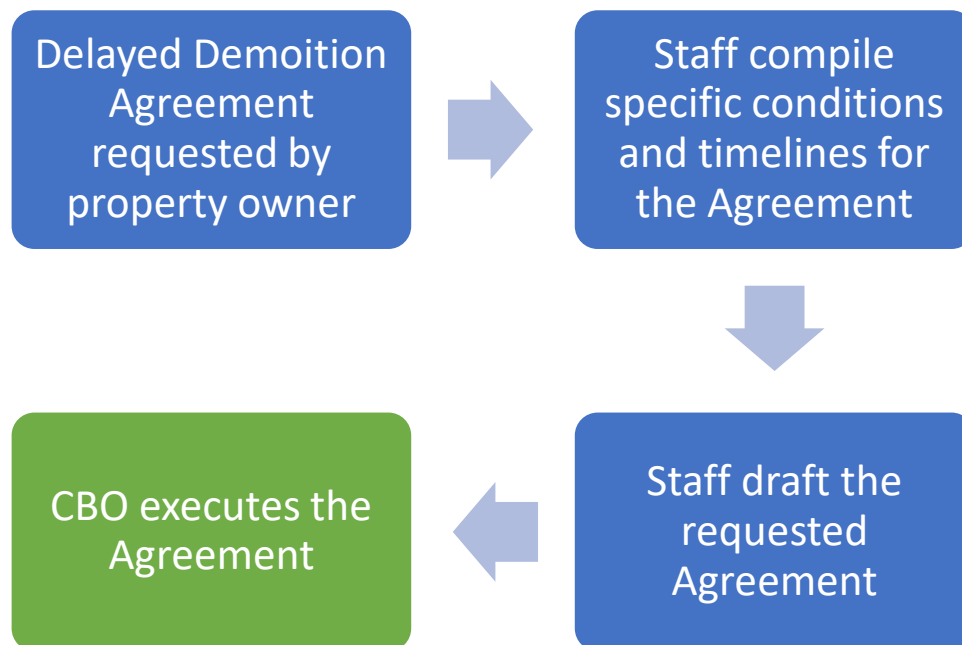 Delayed Demoition
Agreement
requested by
property owner
Staff compile
specific conditions
and timelines for
the Agreement
Staff draft the
requested
Agreement
CBO executes the
Agreement